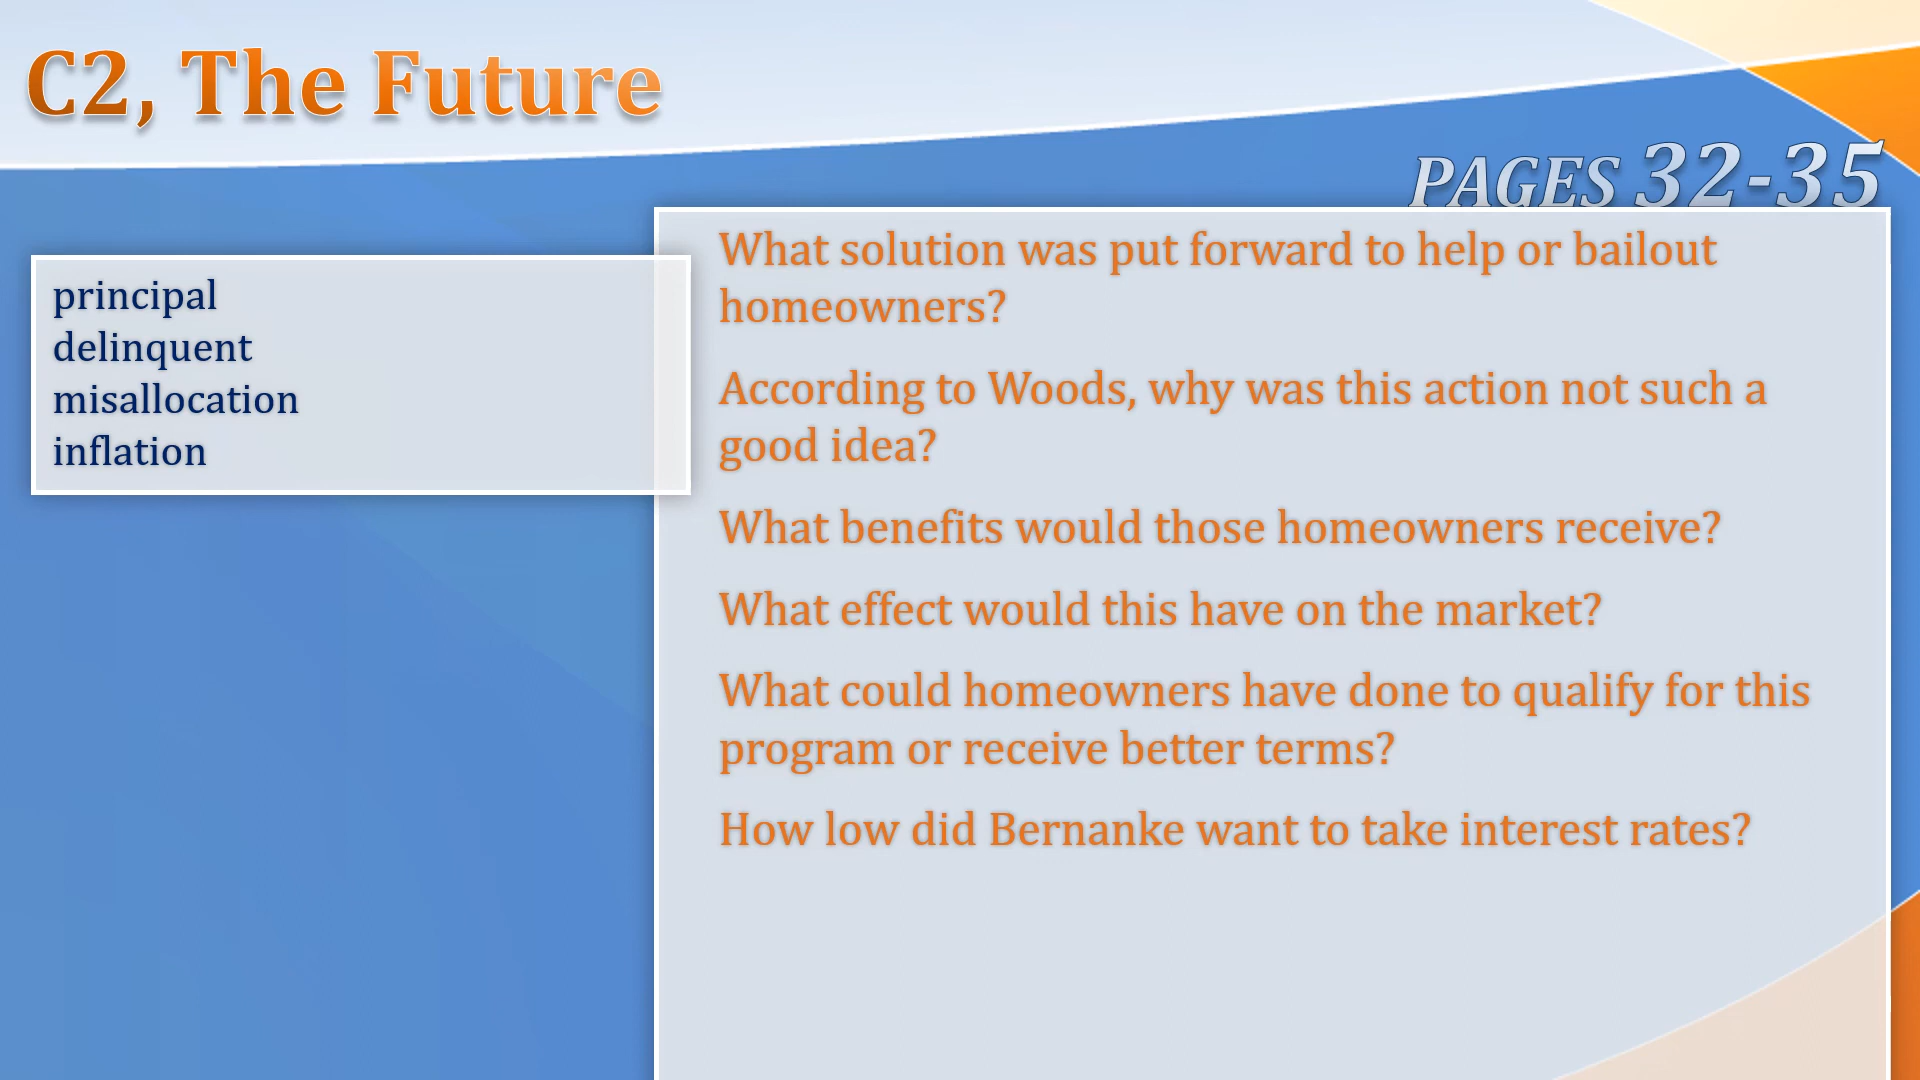 C2, The Future
PAGES 32-35
principal
delinquent
misallocation
inflation
What solution was put forward to help or bailout
homeowners?
According to Woods, why was this action not such a
good idea?
What benefits would those homeowners receive?
What effect would this have on the market?
What could homeowners have done to qualify for this
program or receive better terms?
How low did Bernanke want to take interest rates?